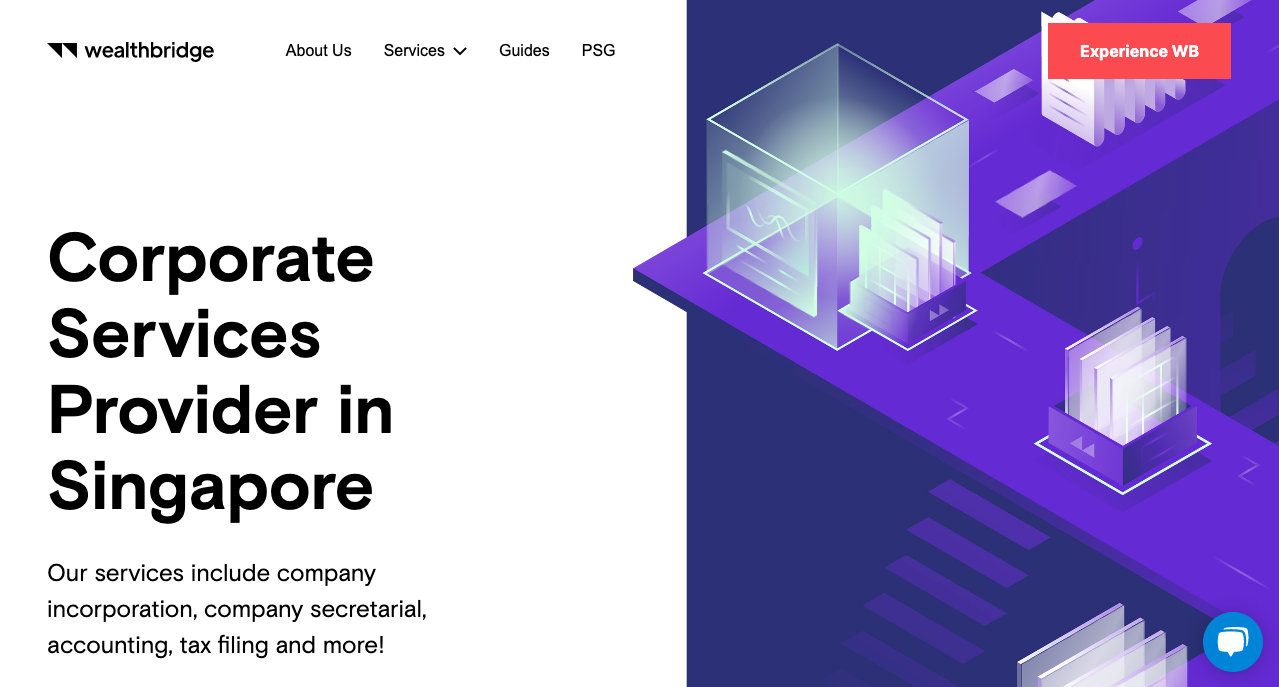 wealthbridge
About Us
Services
Guides
PSG
Experience WB
Corporate
Services
Provider in
Singapore
Our services include company
incorporation, company secretarial,
accounting, tax filing and more!